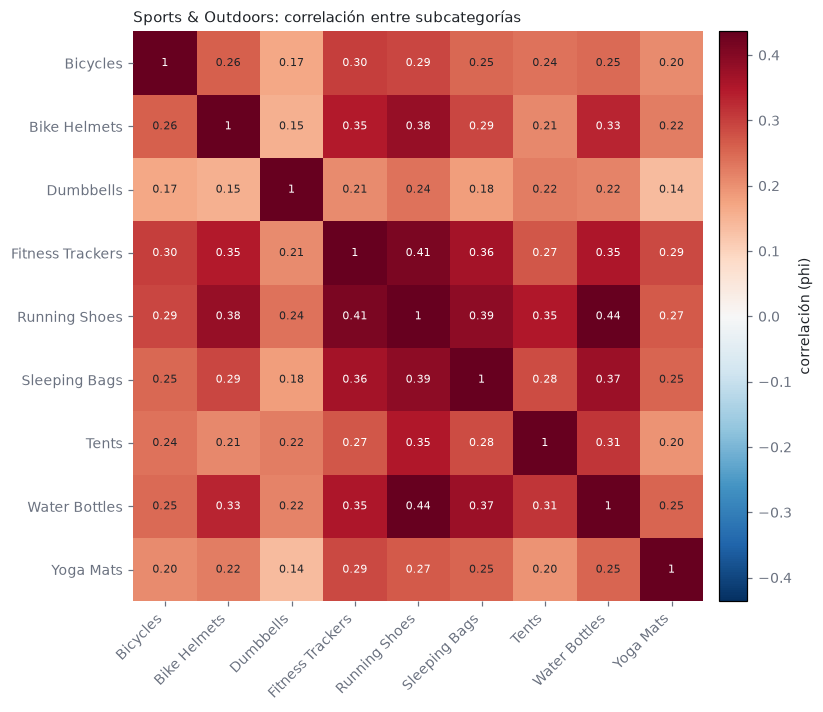 Sports & Outdoors: correlación entre subcategorías
Bicycles 1 0.26 0.17 0.30 0.29 0.25 0.24 0.25 0.20
Bike Helmets 0.26 1 0.15 0.35 0.38 0.29 0.21 0.33 0.22
Dumbbells 0.17 0.15 1 0.21 0.24 0.18 0.22 0.22 0.14
Fitness Trackers 0.30 0.35 0.21 1 0.41 0.36 0.27 0.35 0.29
Running Shoes 0.29 0.38 0.24 0.41 1 0.39 0.35 0.44 0.27
Sleeping Bags 0.25 0.29 0.18 0.36 0.39 1 0.28 0.37 0.25
Tents 0.24 0.21 0.22 0.27 0.35 0.28 1 0.31 0.20
Water Bottles 0.25 0.33 0.22 0.35 0.44 0.37 0.31 1 0.25
Yoga Mats 0.20 0.22 0.14 0.29 0.27 0.25 0.20 0.25 1
Bicycles
Bike Helmets
Dumbbells
Fitness Trackers
Running Shoes
Sleeping Bags
Tents
Water Bottles
Yoga Mats
0.4
0.3
0.2
0.1
0.0
−0.1
−0.2
−0.3
−0.4
correlación (phi)